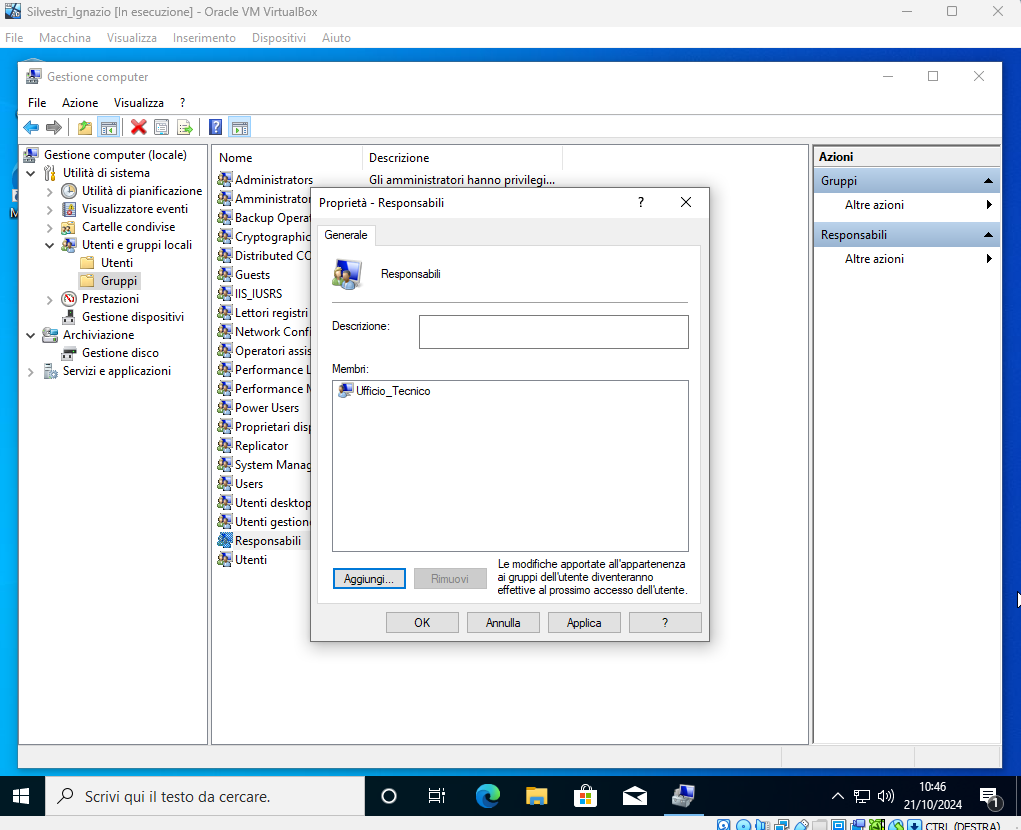 Silvestri_Ignazio [In esecuzione] - Oracle VM VirtualBox
File Macchina Visualizza Inserimento Dispositivi Aiuto
Gestione computer
File Azione Visualizza ?
Gestione computer (locale)
Utilità di sistema
Utilità di pianificazione
Visualizzatore eventi
Cartelle condivise
Utenti e gruppi locali
Utenti
Gruppi
Prestazioni
Gestione dispositivi
Archiviazione
Gestione disco
Servizi e applicazioni
Nome Descrizione
Administrators Gli amministratori hanno privilegi...
Amministrator
Backup Operat
Cryptographic
Distributed CO
Guests
IIS_IUSRS
Lettori registri
Network Confi
Operatori assis
Performance L
Performance M
Power Users
Proprietari disp
Replicator
System Manag
Users
Utenti desktop
Utenti gestione
Responsabili
Utenti
Proprietà - Responsabili ?
Generale
Responsabili
Descrizione:
Membri:
Ufficio_Tecnico
Aggiungi... Rimuovi
Le modifiche apportate all'appartenenza
ai gruppi dell'utente diventeranno
effettive al prossimo accesso dell'utente.
OK Annulla Applica ?
Azioni
Gruppi
Altre azioni
Responsabili
Altre azioni
Scrivi qui il testo da cercare.
10:46
21/10/2024
1
CTRL (DESTRA)